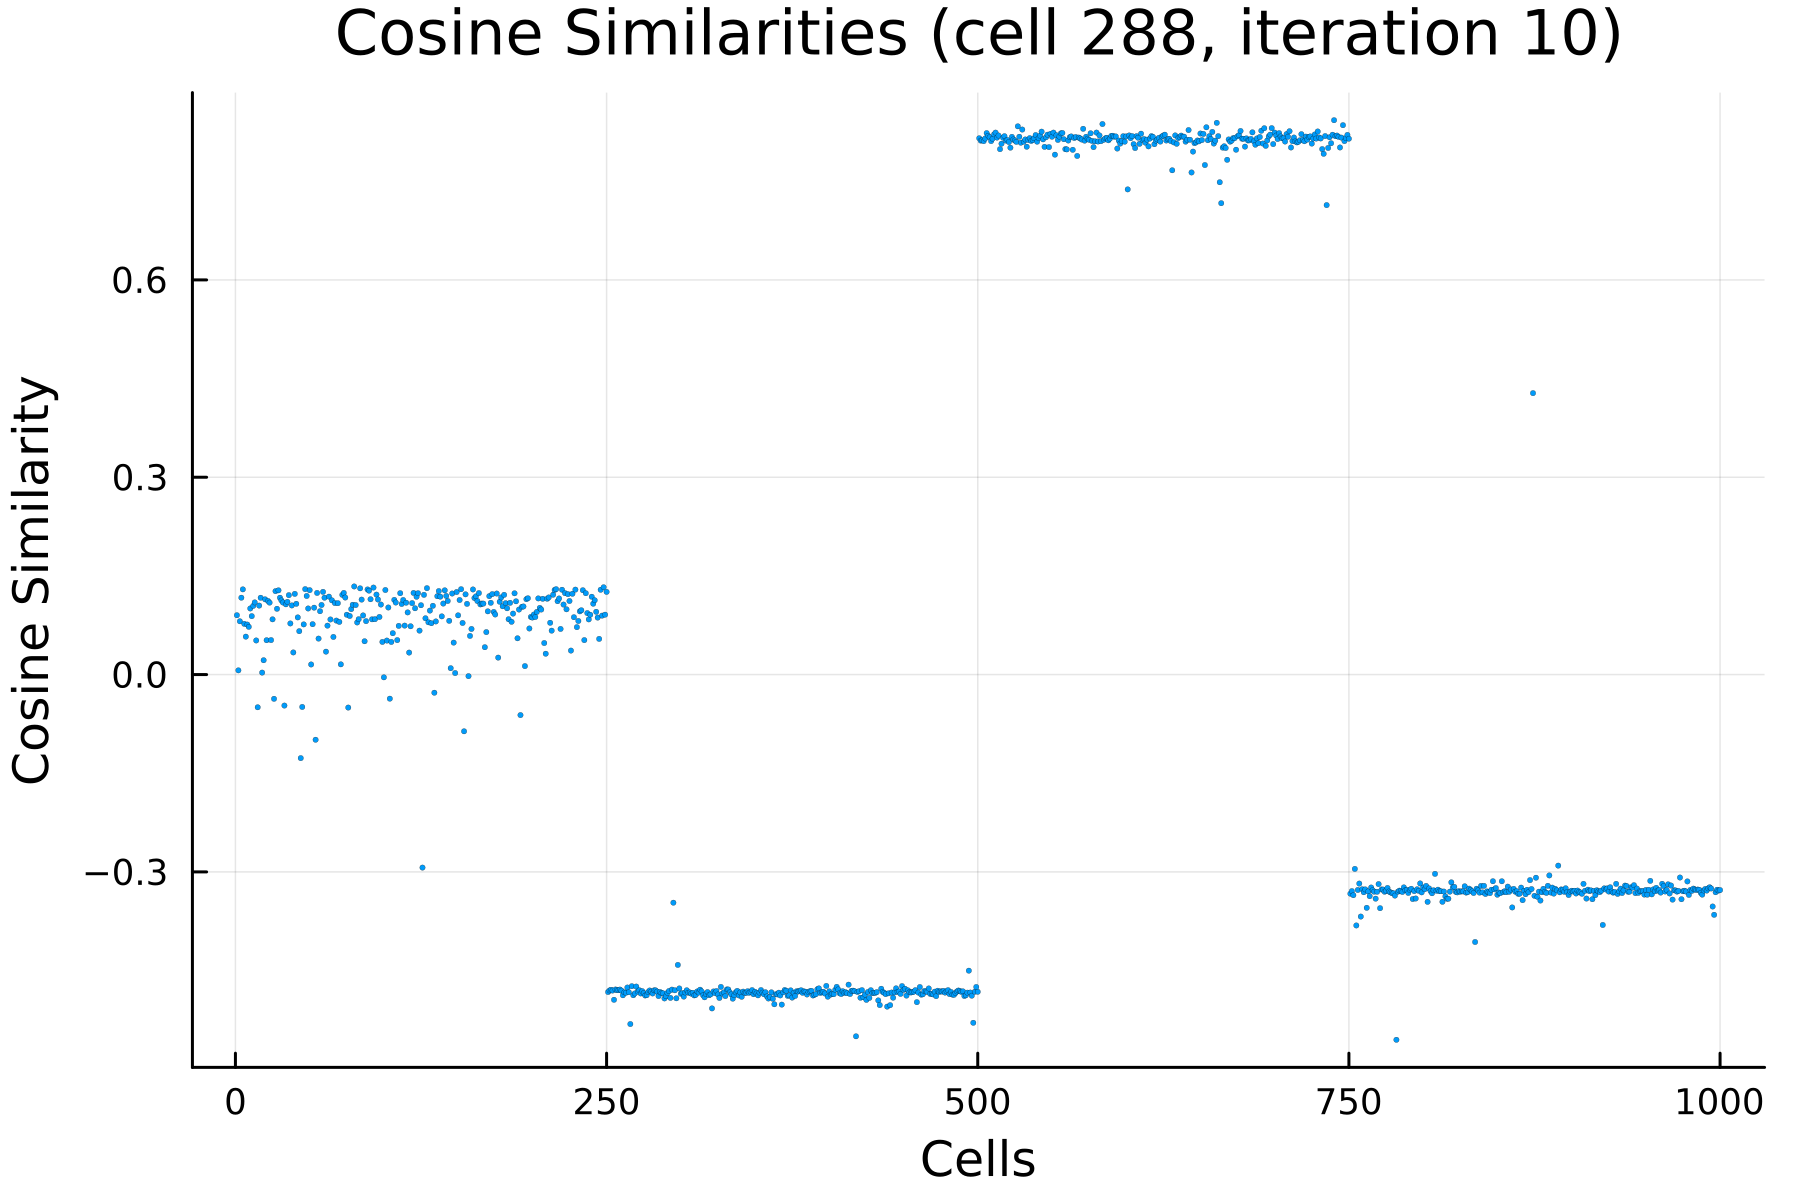 Cosine Similarities (cell 288, iteration 10)
Cosine Similarity
0.6
0.3
0.0
−0.3
0 250 500 750 1000
Cells